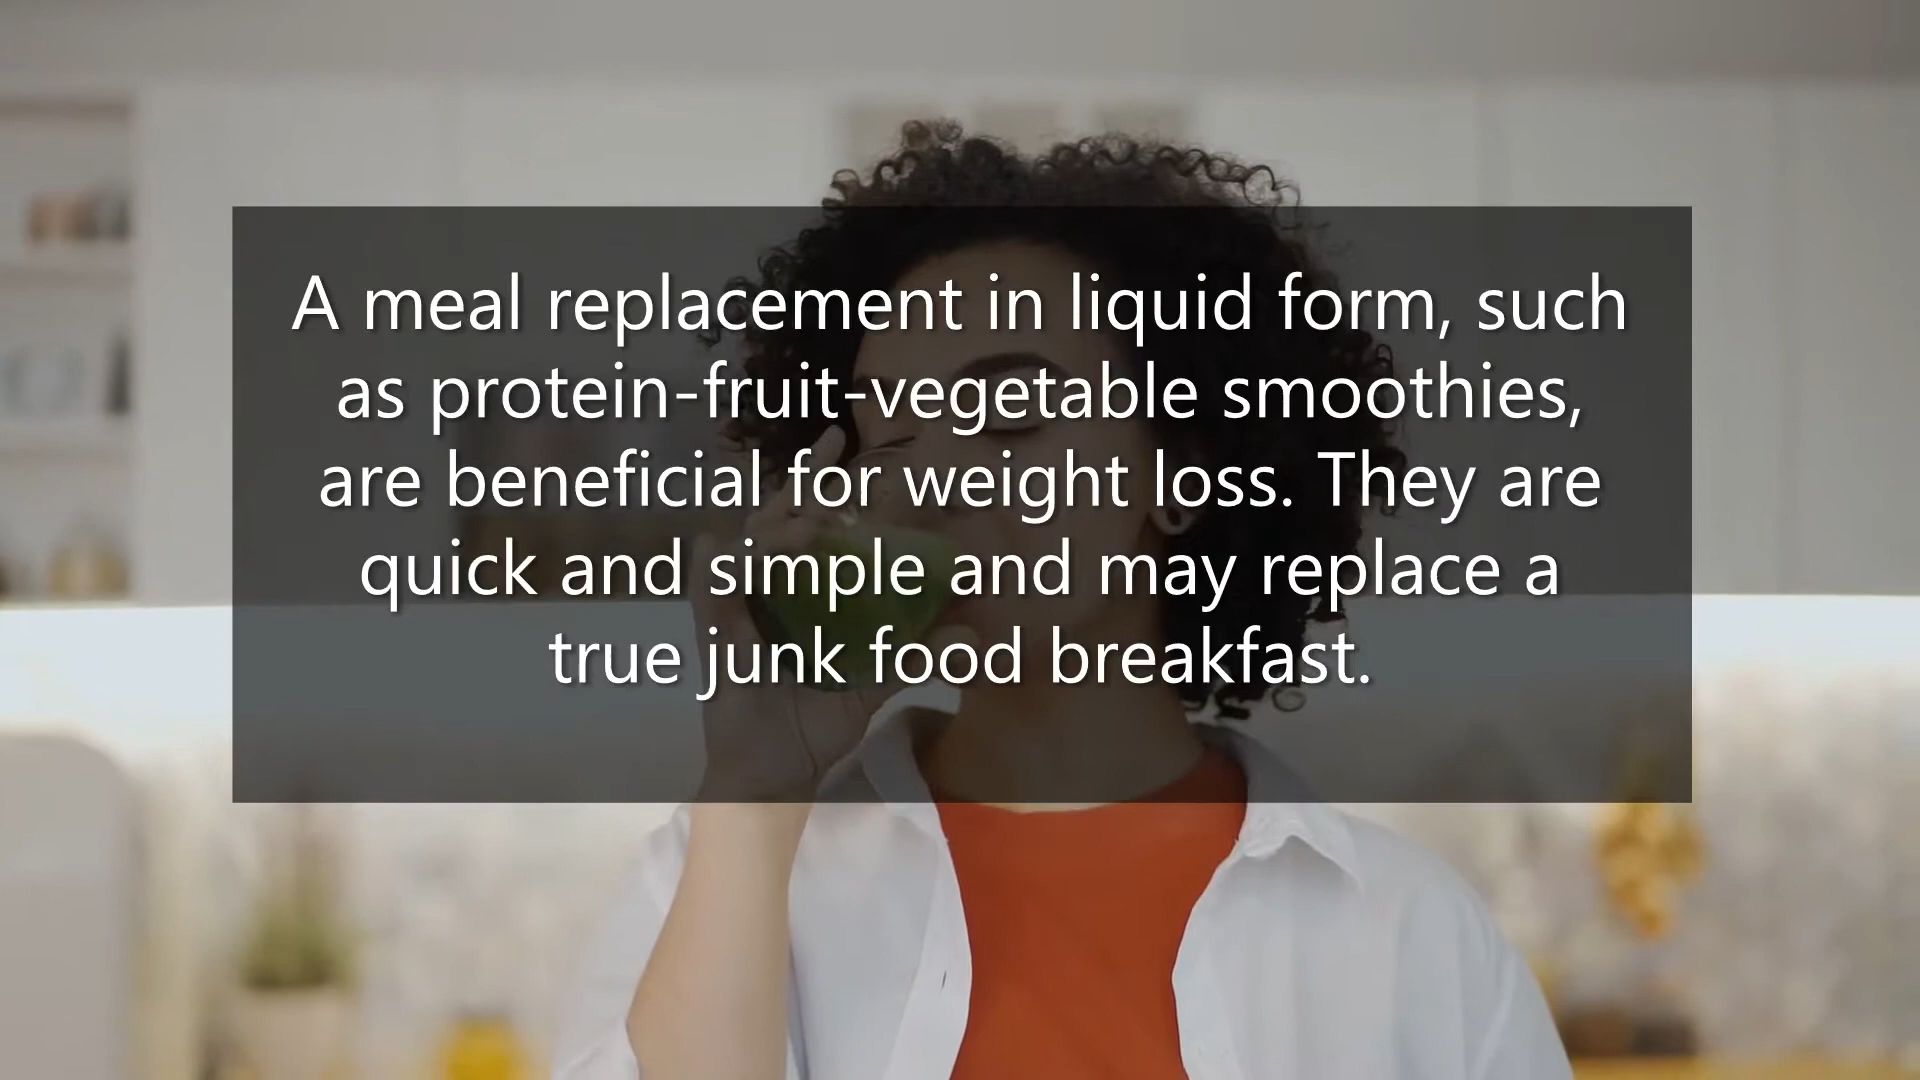 A meal replacement in liquid form, such
as protein-fruit-vegetable smoothies,
are beneficial for weight loss. They are
quick and simple and may replace a
true junk food breakfast.